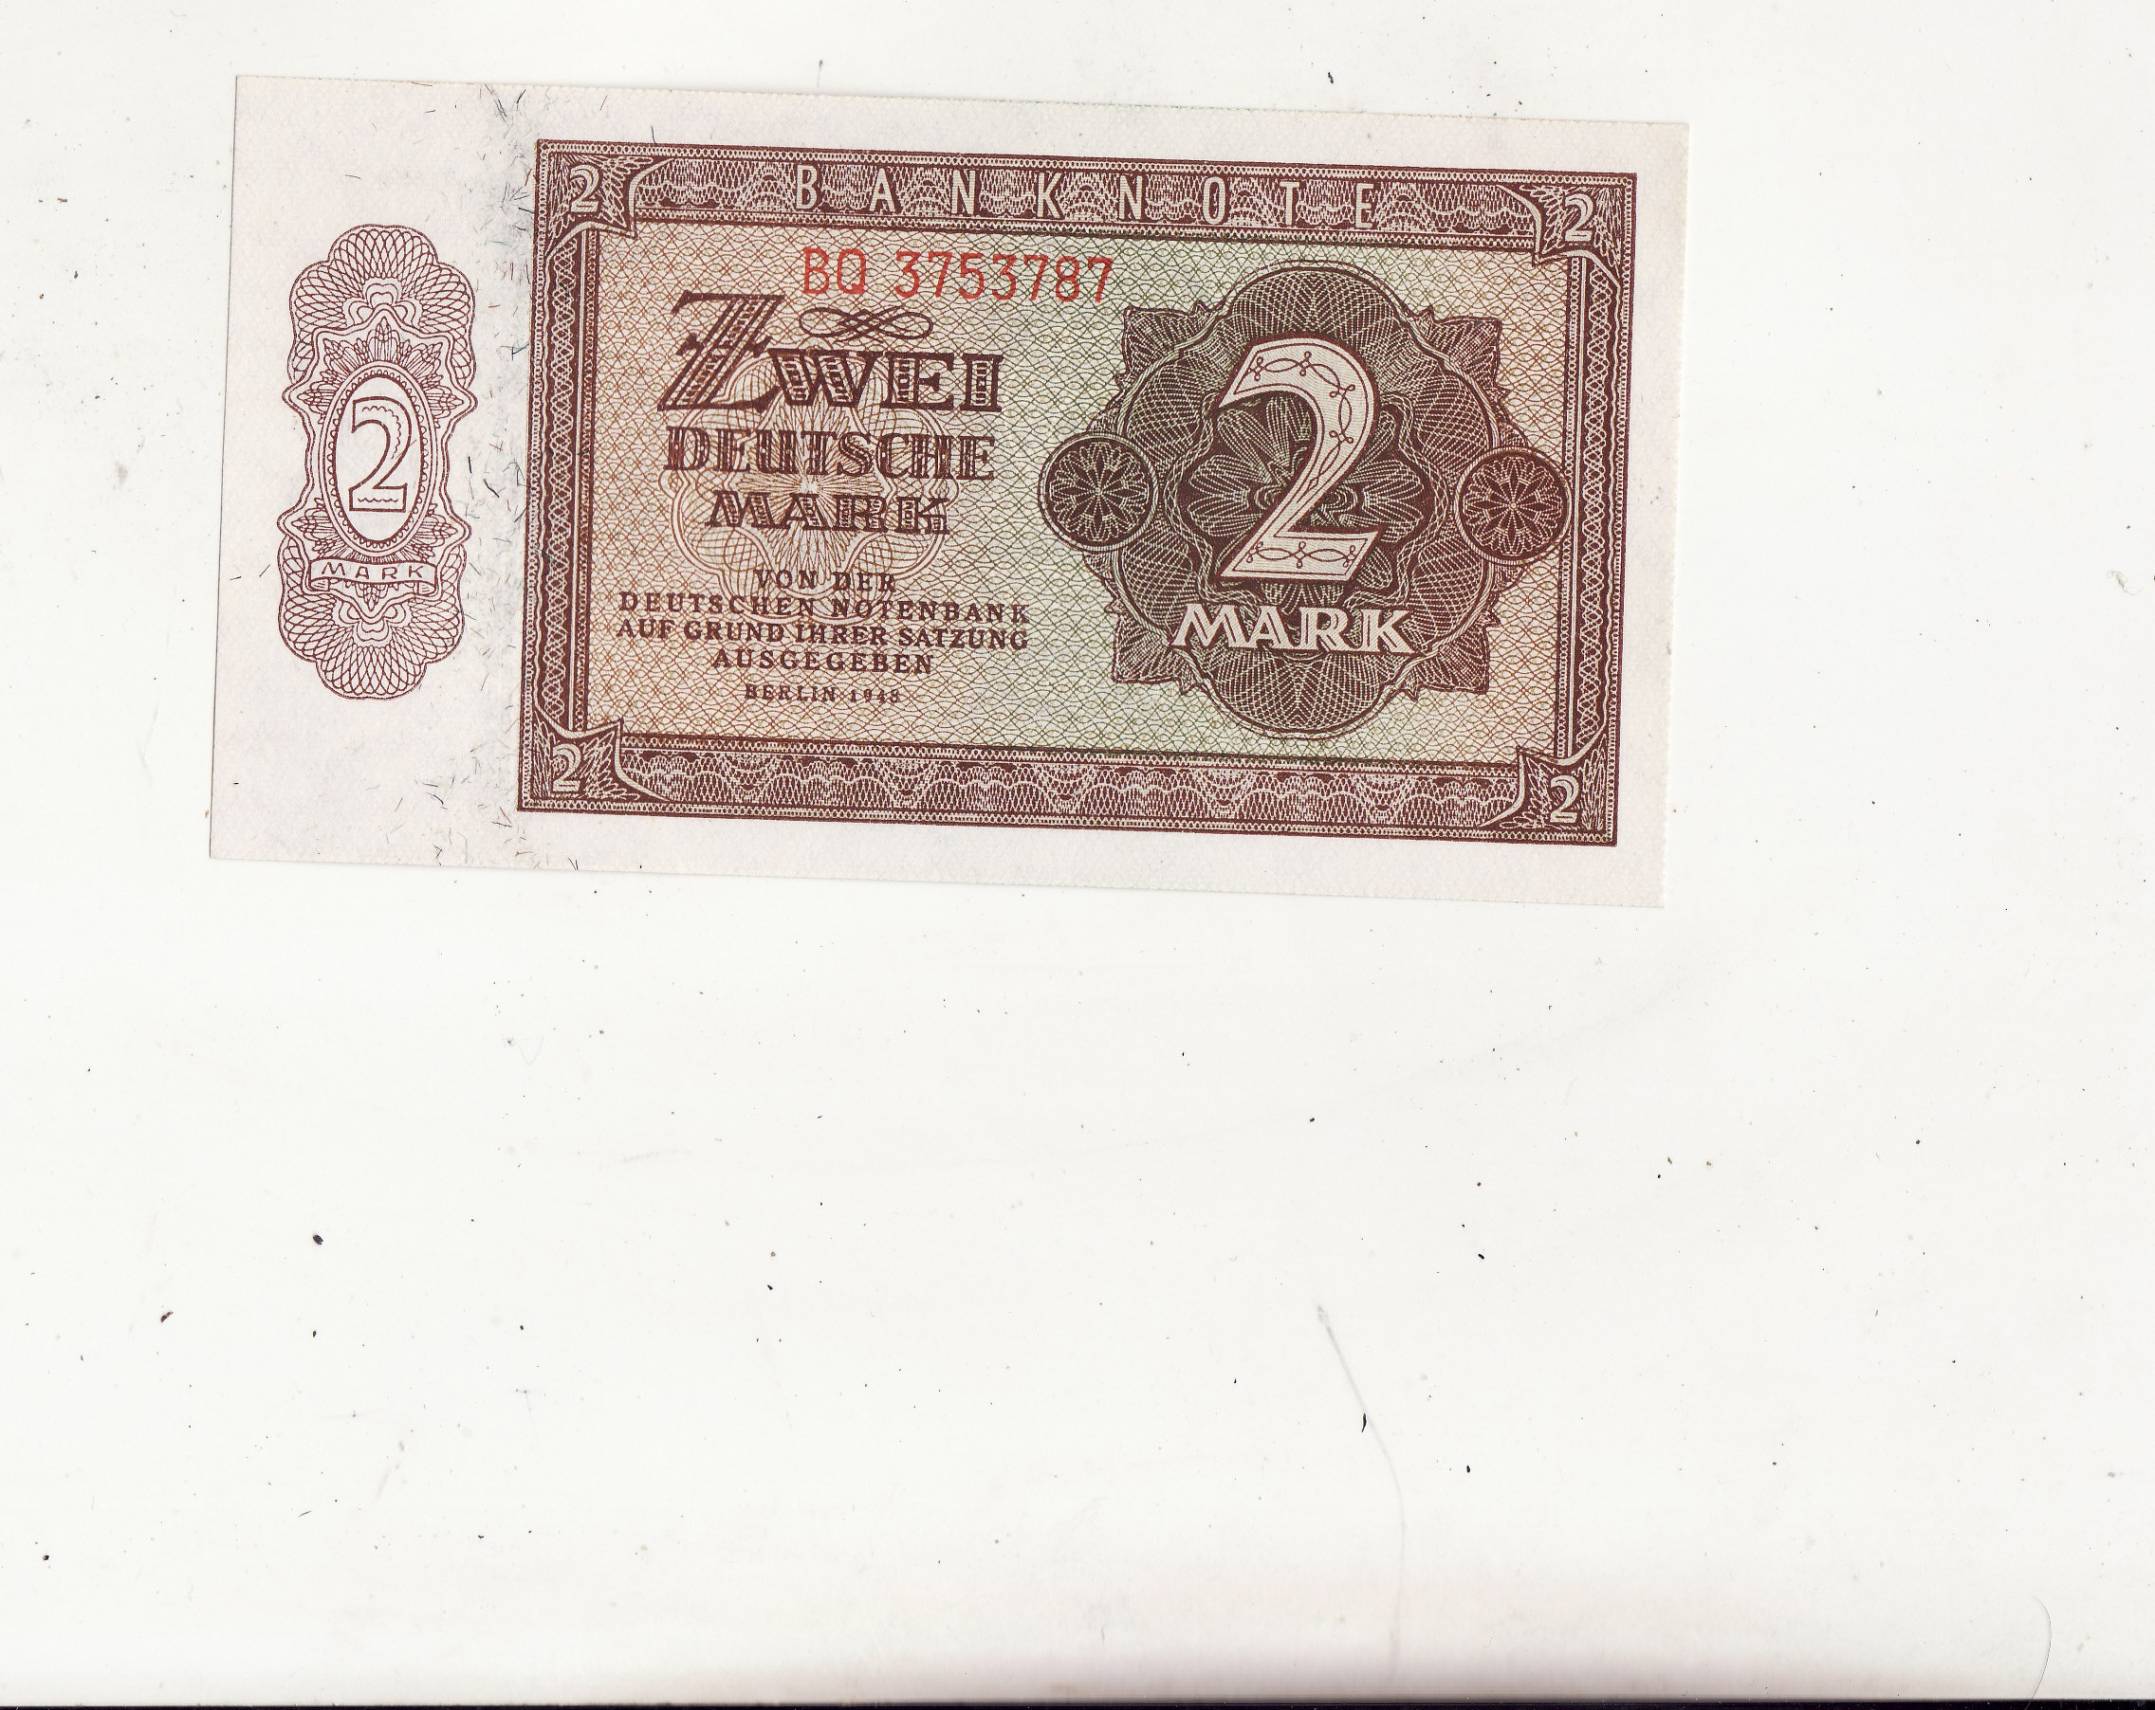 2
BANKNOTE
2
BQ 3753787
ZWEI
DEUTSCHE
MARK
VON DER
DEUTSCHEN NOTENBANK
AUF GRUND IHRER SATZUNG
AUSGEGEBEN
BERLIN 1948
2
MARK
2
MARK
2
2